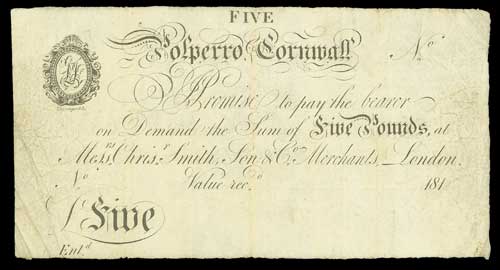 FIVE
Polperro, Cornwall Nº
I Promise to pay the bearer
on Demand the Sum of Five Pounds, at
Messrs. Chrisr. Smith, Son & Co. Merchants, London.
Nº Value recd. 181
£ Five
Entd.